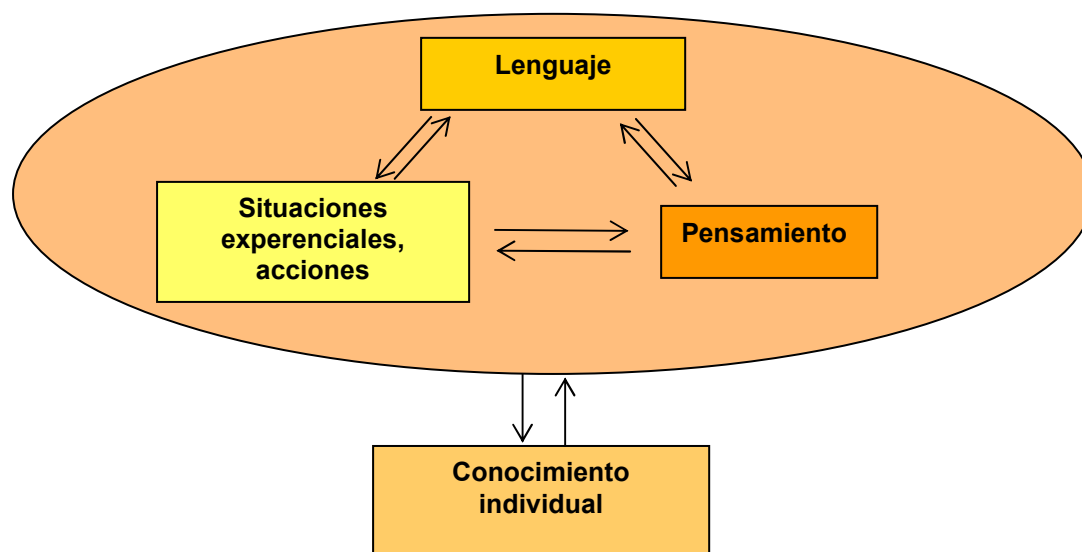 Lenguaje
Situaciones
experenciales,
acciones
Pensamiento
Conocimiento
individual